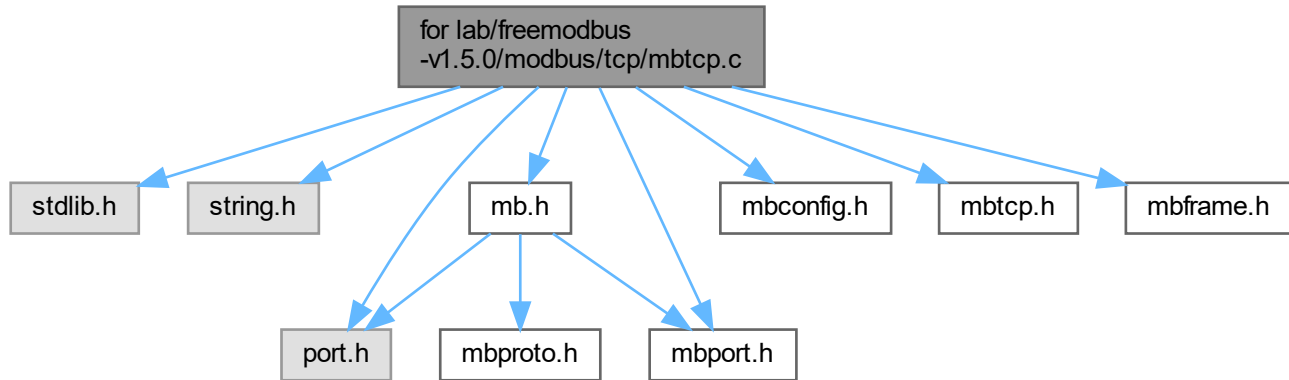 for lab/freemodbus
-v1.5.0/modbus/tcp/mbtcp.c
stdlib.h
string.h
mb.h
mbconfig.h
mbtcp.h
mbframe.h
port.h
mbproto.h
mbport.h